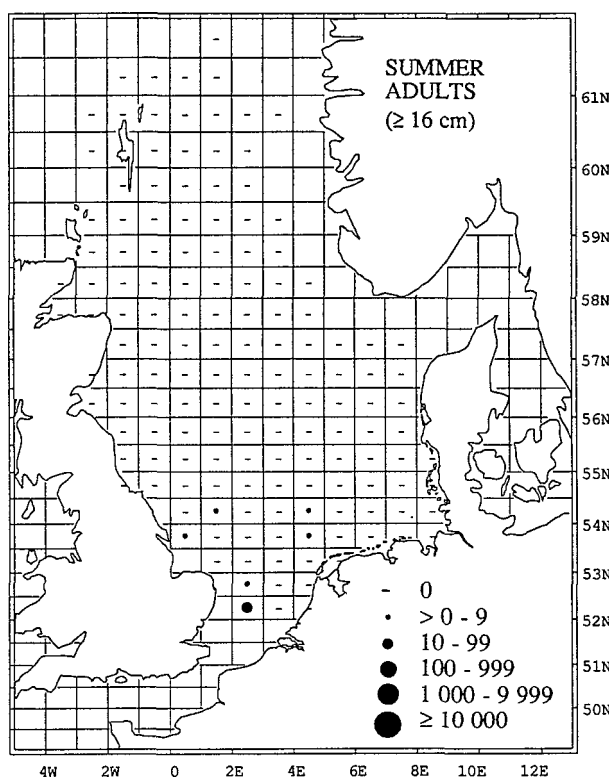 SUMMER
ADULTS
(≥ 16 cm)
61N
60N
59N
58N
57N
56N
55N
54N
53N
52N
51N
50N
- 0
> 0 - 9
10 - 99
100 - 999
1 000 - 9 999
≥ 10 000
4W 2W 0 2E 4E 6E 8E 10E 12E